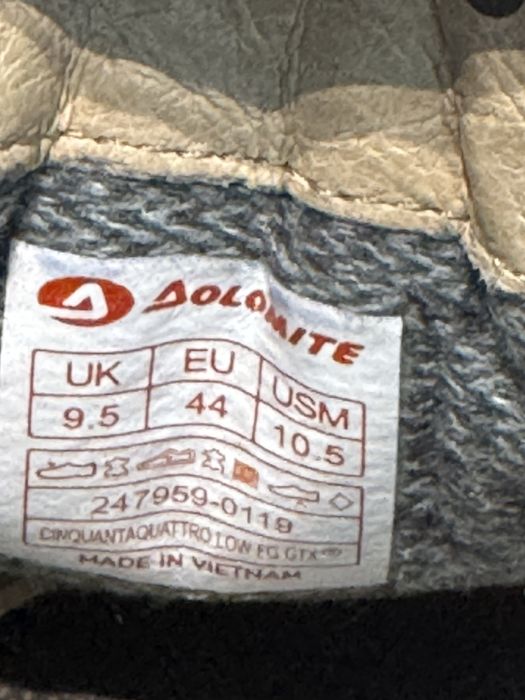 DOLOMITE
UK EU USM
9.5 44 10.5
247959-0119
CINQUANTAQUATTRO LOW FG GTX
MADE IN VIETNAM